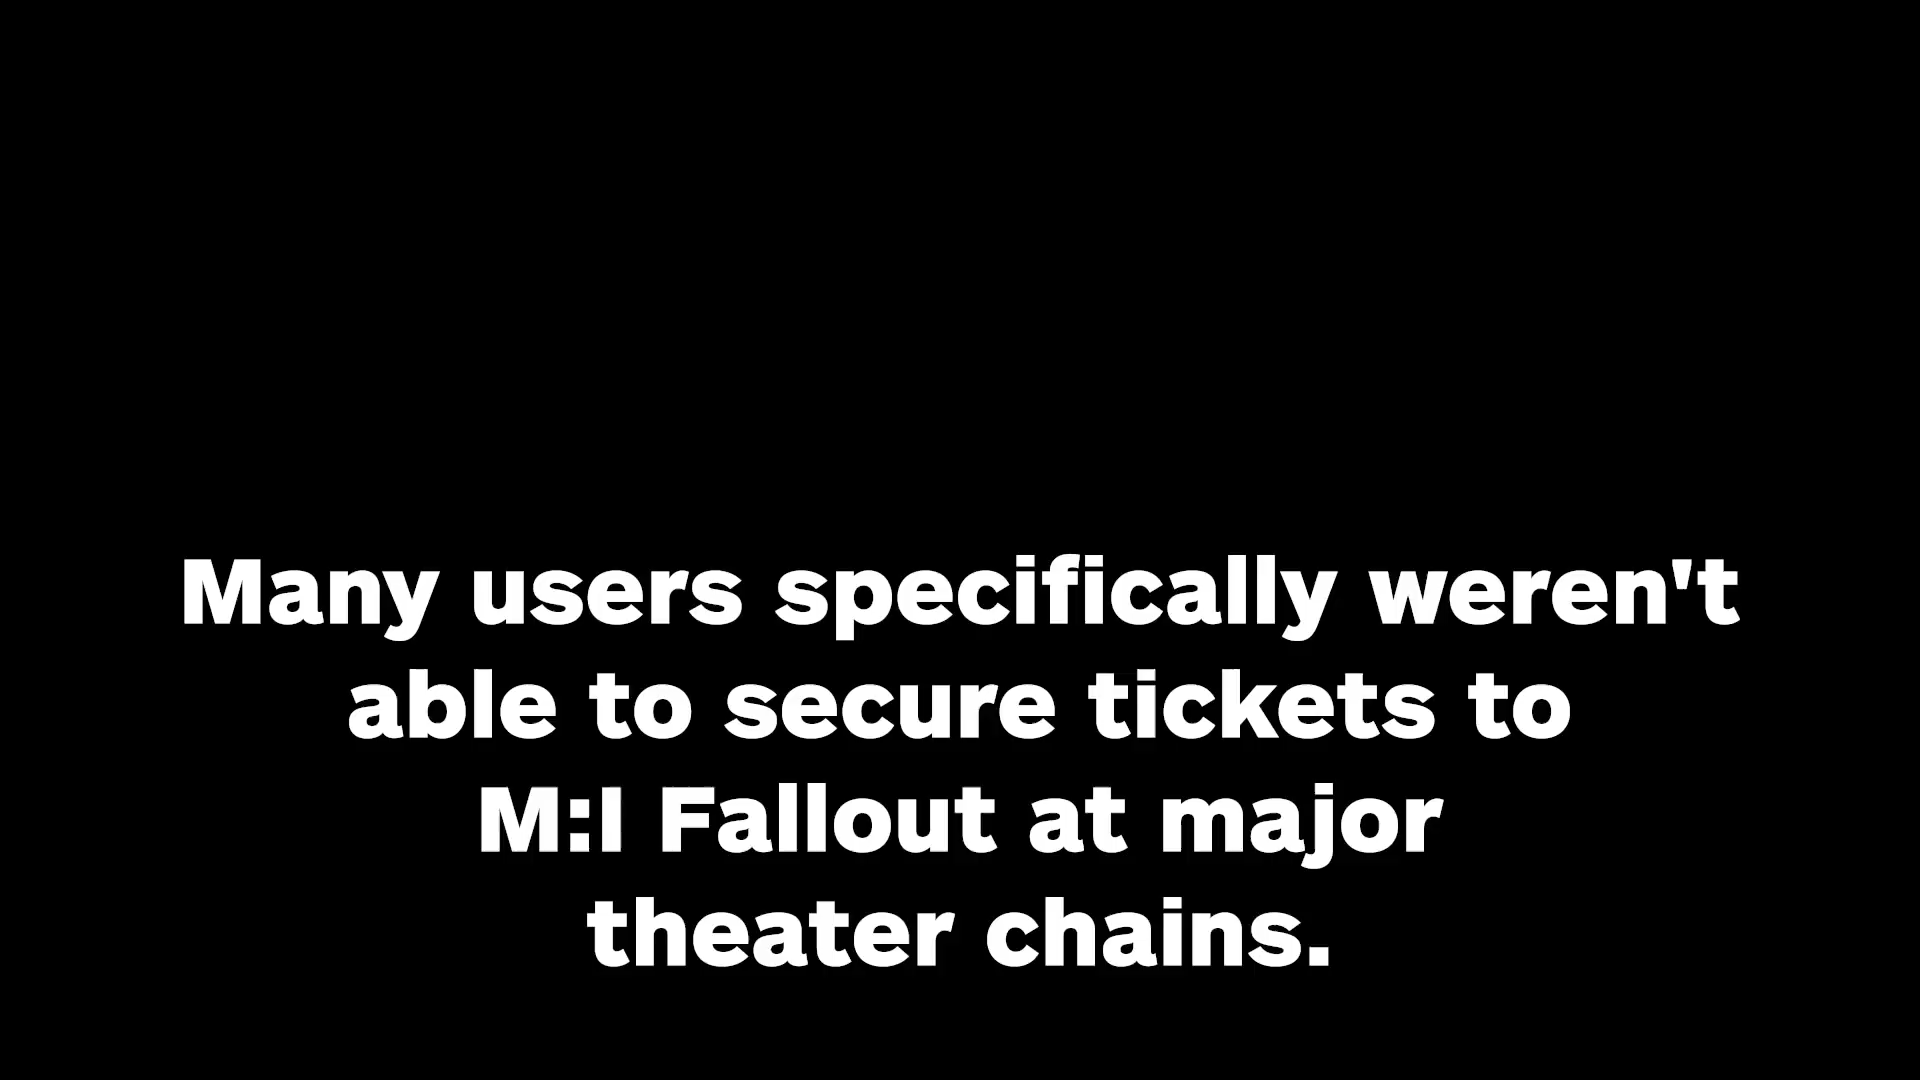 Many users specifically weren't
able to secure tickets to
M:I Fallout at major
theater chains.